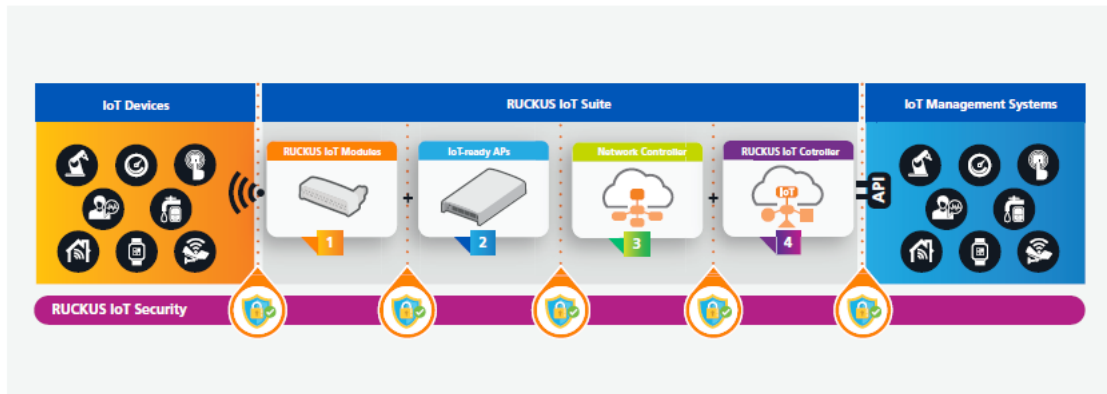 IoT Devices
RUCKUS IoT Suite
IoT Management Systems
RUCKUS IoT Modules
IoT-ready APs
Network Controller
RUCKUS IoT Cotroller
IoT
+
+
API
1
2
3
4
RUCKUS IoT Security